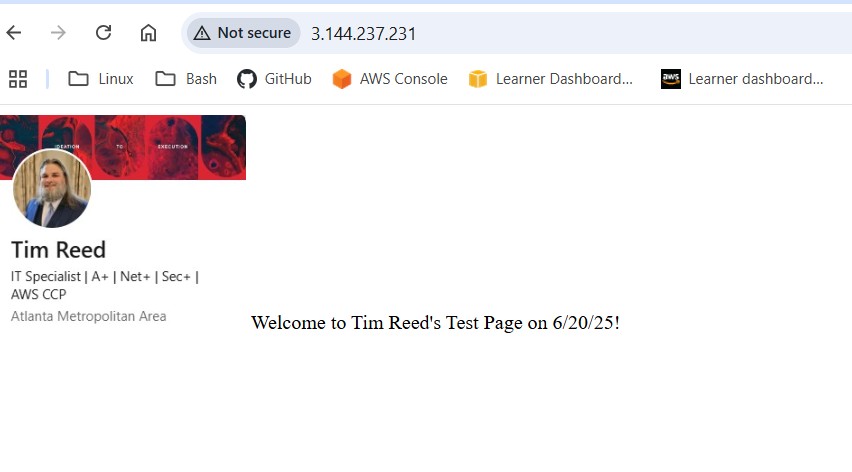 Not secure
3.144.237.231
Linux
Bash
GitHub
AWS Console
Learner Dashboard...
aws
Learner dashboard...
IDEATION
TO
EXECUTION
Tim Reed
IT Specialist | A+ | Net+ | Sec+ |
AWS CCP
Atlanta Metropolitan Area
Welcome to Tim Reed's Test Page on 6/20/25!